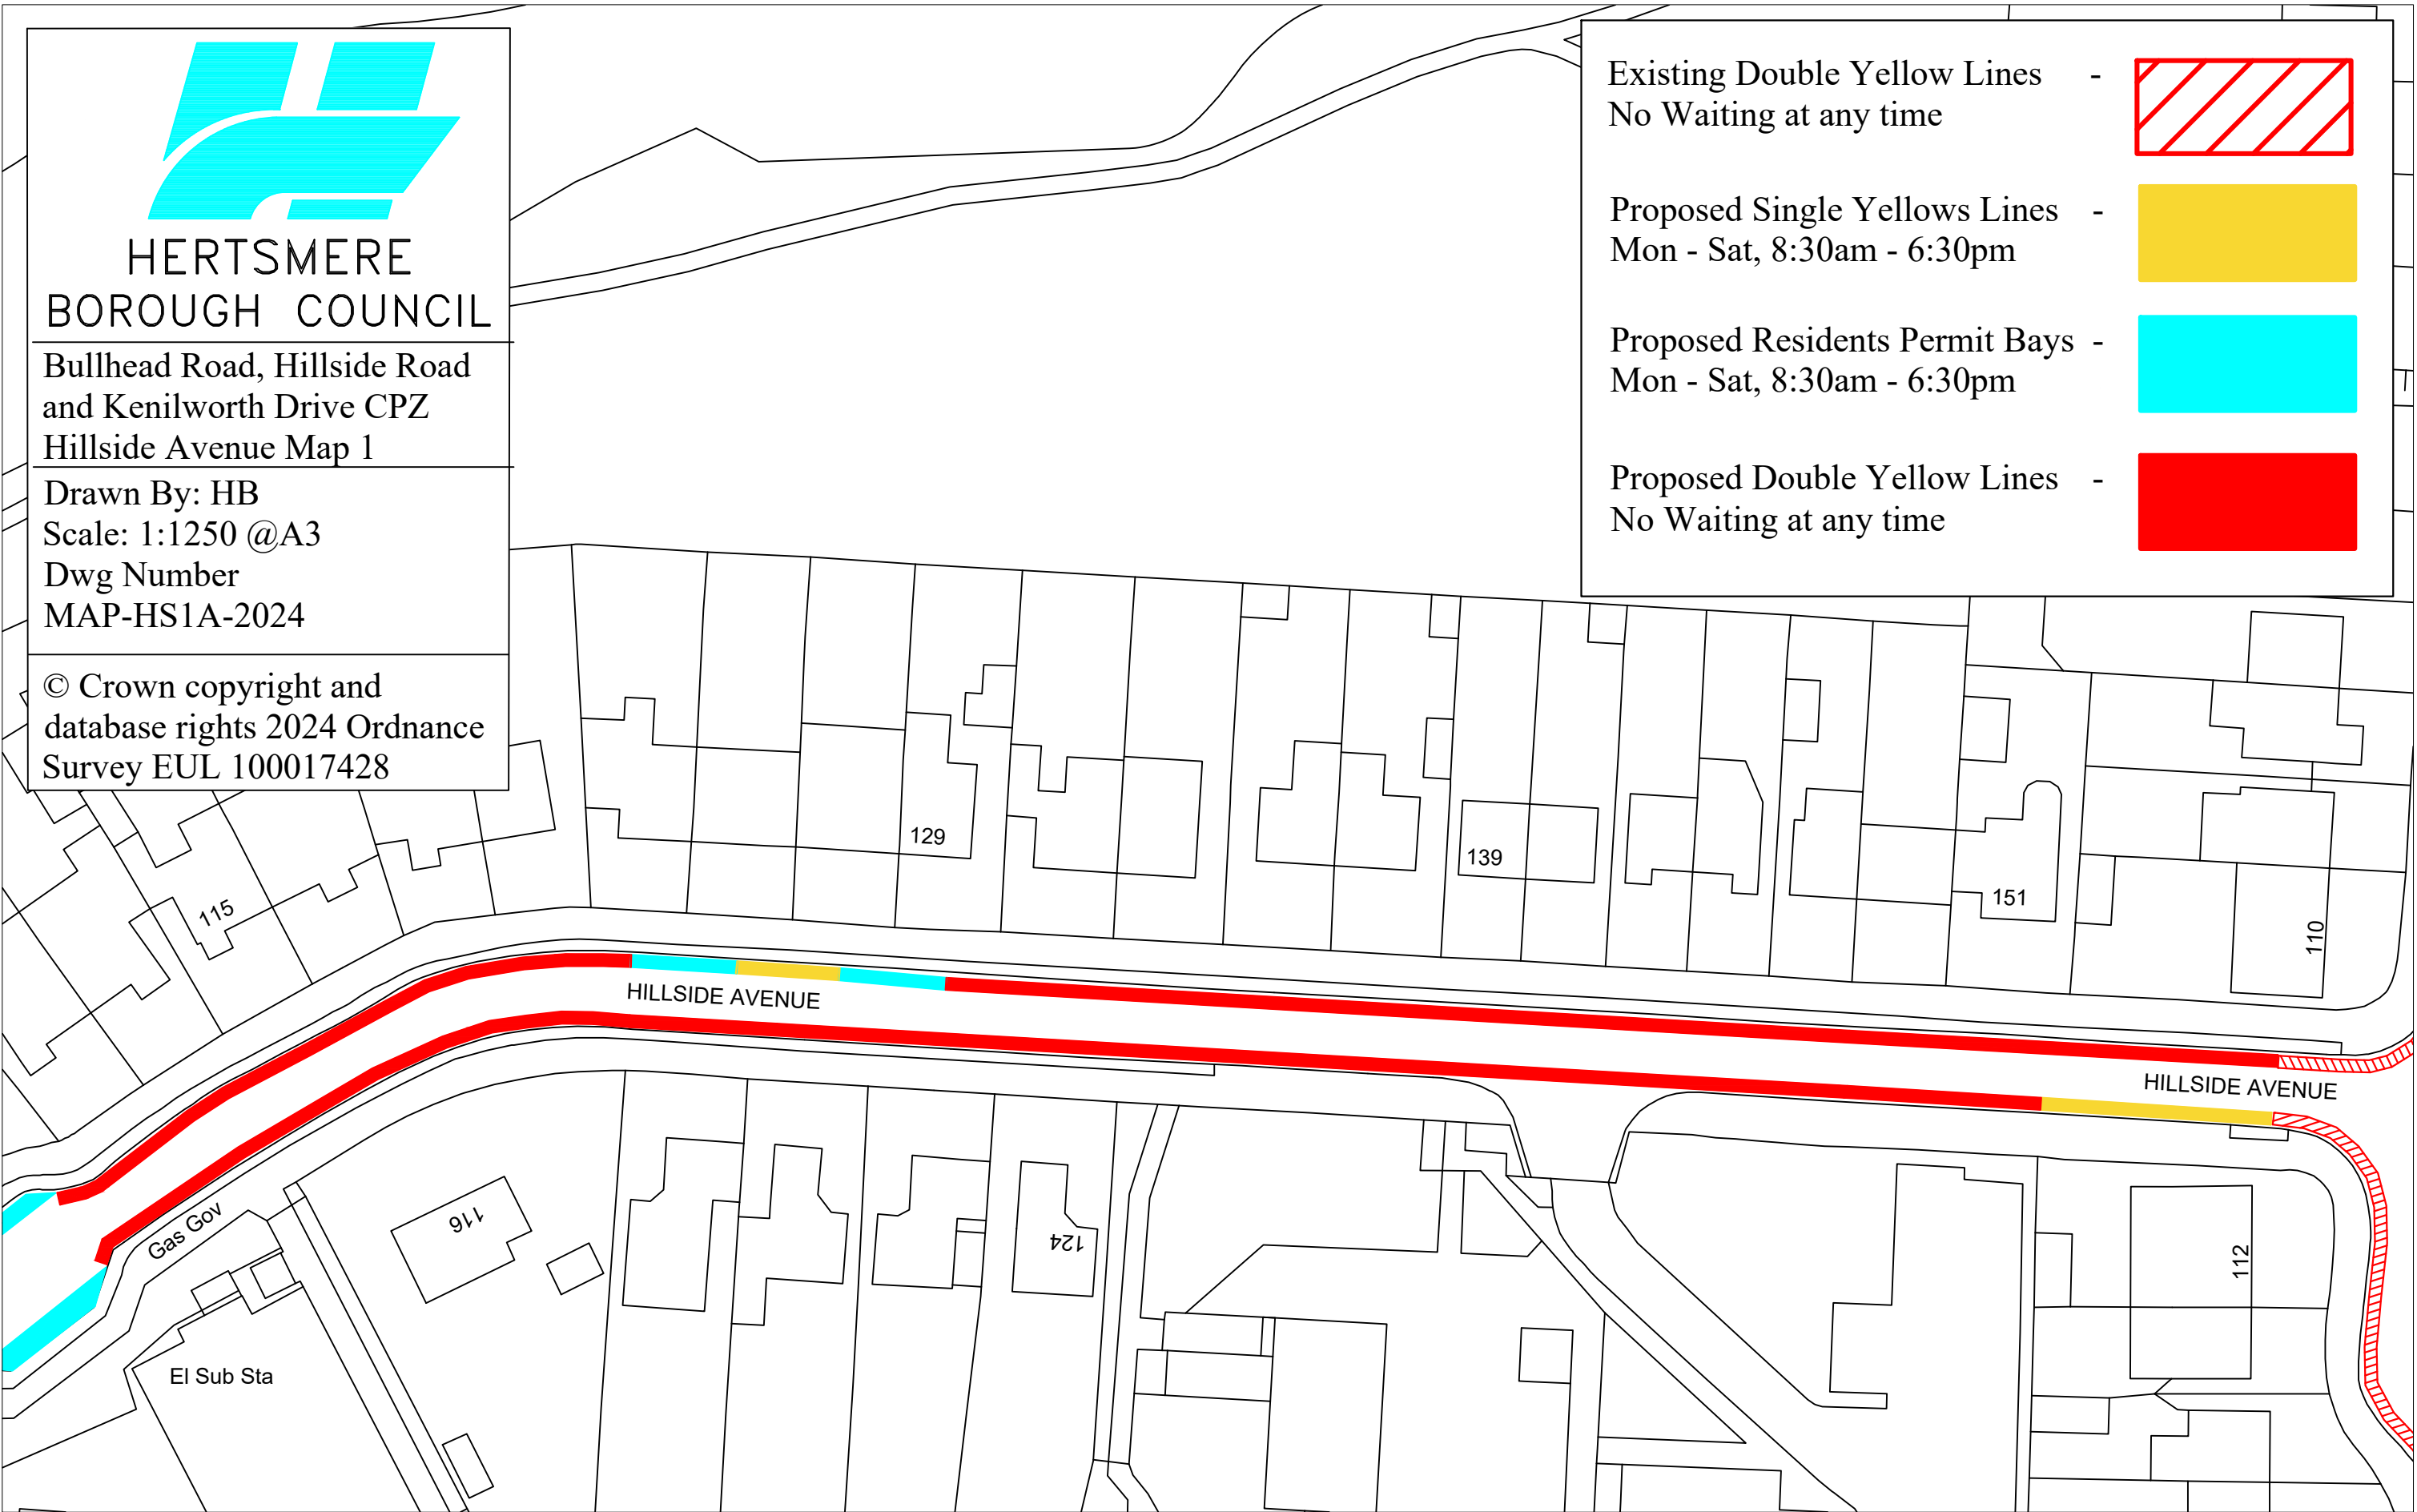 HERTSMERE
BOROUGH COUNCIL
Bullhead Road, Hillside Road
and Kenilworth Drive CPZ
Hillside Avenue Map 1
Drawn By: HB
Scale: 1:1250 @A3
Dwg Number
MAP-HS1A-2024
© Crown copyright and
database rights 2024 Ordnance
Survey EUL 100017428
Existing Double Yellow Lines -
No Waiting at any time
Proposed Single Yellows Lines -
Mon - Sat, 8:30am - 6:30pm
Proposed Residents Permit Bays -
Mon - Sat, 8:30am - 6:30pm
Proposed Double Yellow Lines -
No Waiting at any time
129
139
151
115
110
HILLSIDE AVENUE
HILLSIDE AVENUE
Gas Gov
116
124
112
El Sub Sta